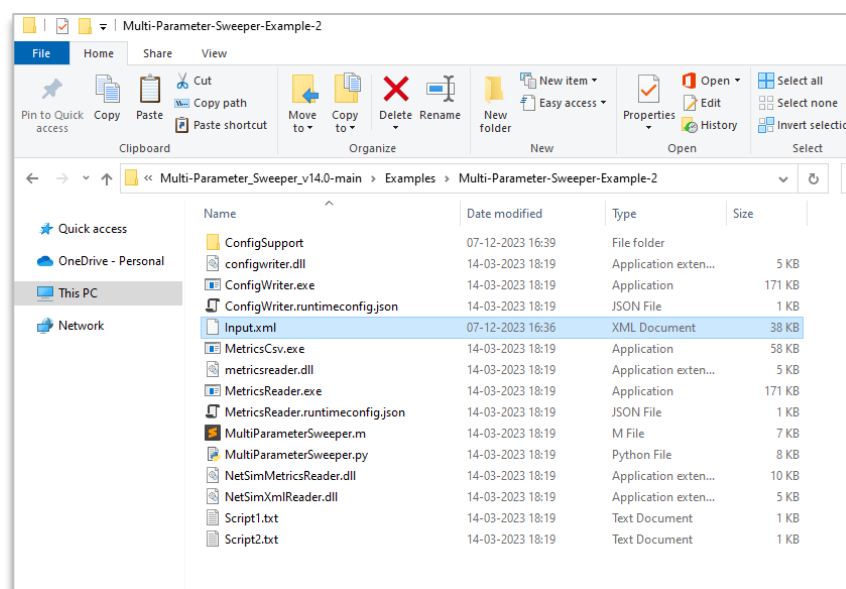 Multi-Parameter-Sweeper-Example-2
File Home Share View
Pin to Quick access
Copy
Paste
Cut
Copy path
Paste shortcut
Move to
Copy to
Delete
Rename
New folder
New item
Easy access
Properties
Open
Edit
History
Select all
Select none
Invert selectio
Clipboard Organize New Open Select
« Multi-Parameter_Sweeper_v14.0-main > Examples > Multi-Parameter-Sweeper-Example-2
Quick access
OneDrive - Personal
This PC
Network
Name Date modified Type Size
ConfigSupport 07-12-2023 16:39 File folder
configwriter.dll 14-03-2023 18:19 Application exten... 5 KB
ConfigWriter.exe 14-03-2023 18:19 Application 171 KB
ConfigWriter.runtimeconfig.json 14-03-2023 18:19 JSON File 1 KB
Input.xml 07-12-2023 16:36 XML Document 38 KB
MetricsCsv.exe 14-03-2023 18:19 Application 58 KB
metricsreader.dll 14-03-2023 18:19 Application exten... 5 KB
MetricsReader.exe 14-03-2023 18:19 Application 171 KB
MetricsReader.runtimeconfig.json 14-03-2023 18:19 JSON File 1 KB
MultiParameterSweeper.m 14-03-2023 18:19 M File 7 KB
MultiParameterSweeper.py 14-03-2023 18:19 Python File 8 KB
NetSimMetricsReader.dll 14-03-2023 18:19 Application exten... 10 KB
NetSimXmlReader.dll 14-03-2023 18:19 Application exten... 5 KB
Script1.txt 14-03-2023 18:19 Text Document 1 KB
Script2.txt 14-03-2023 18:19 Text Document 1 KB